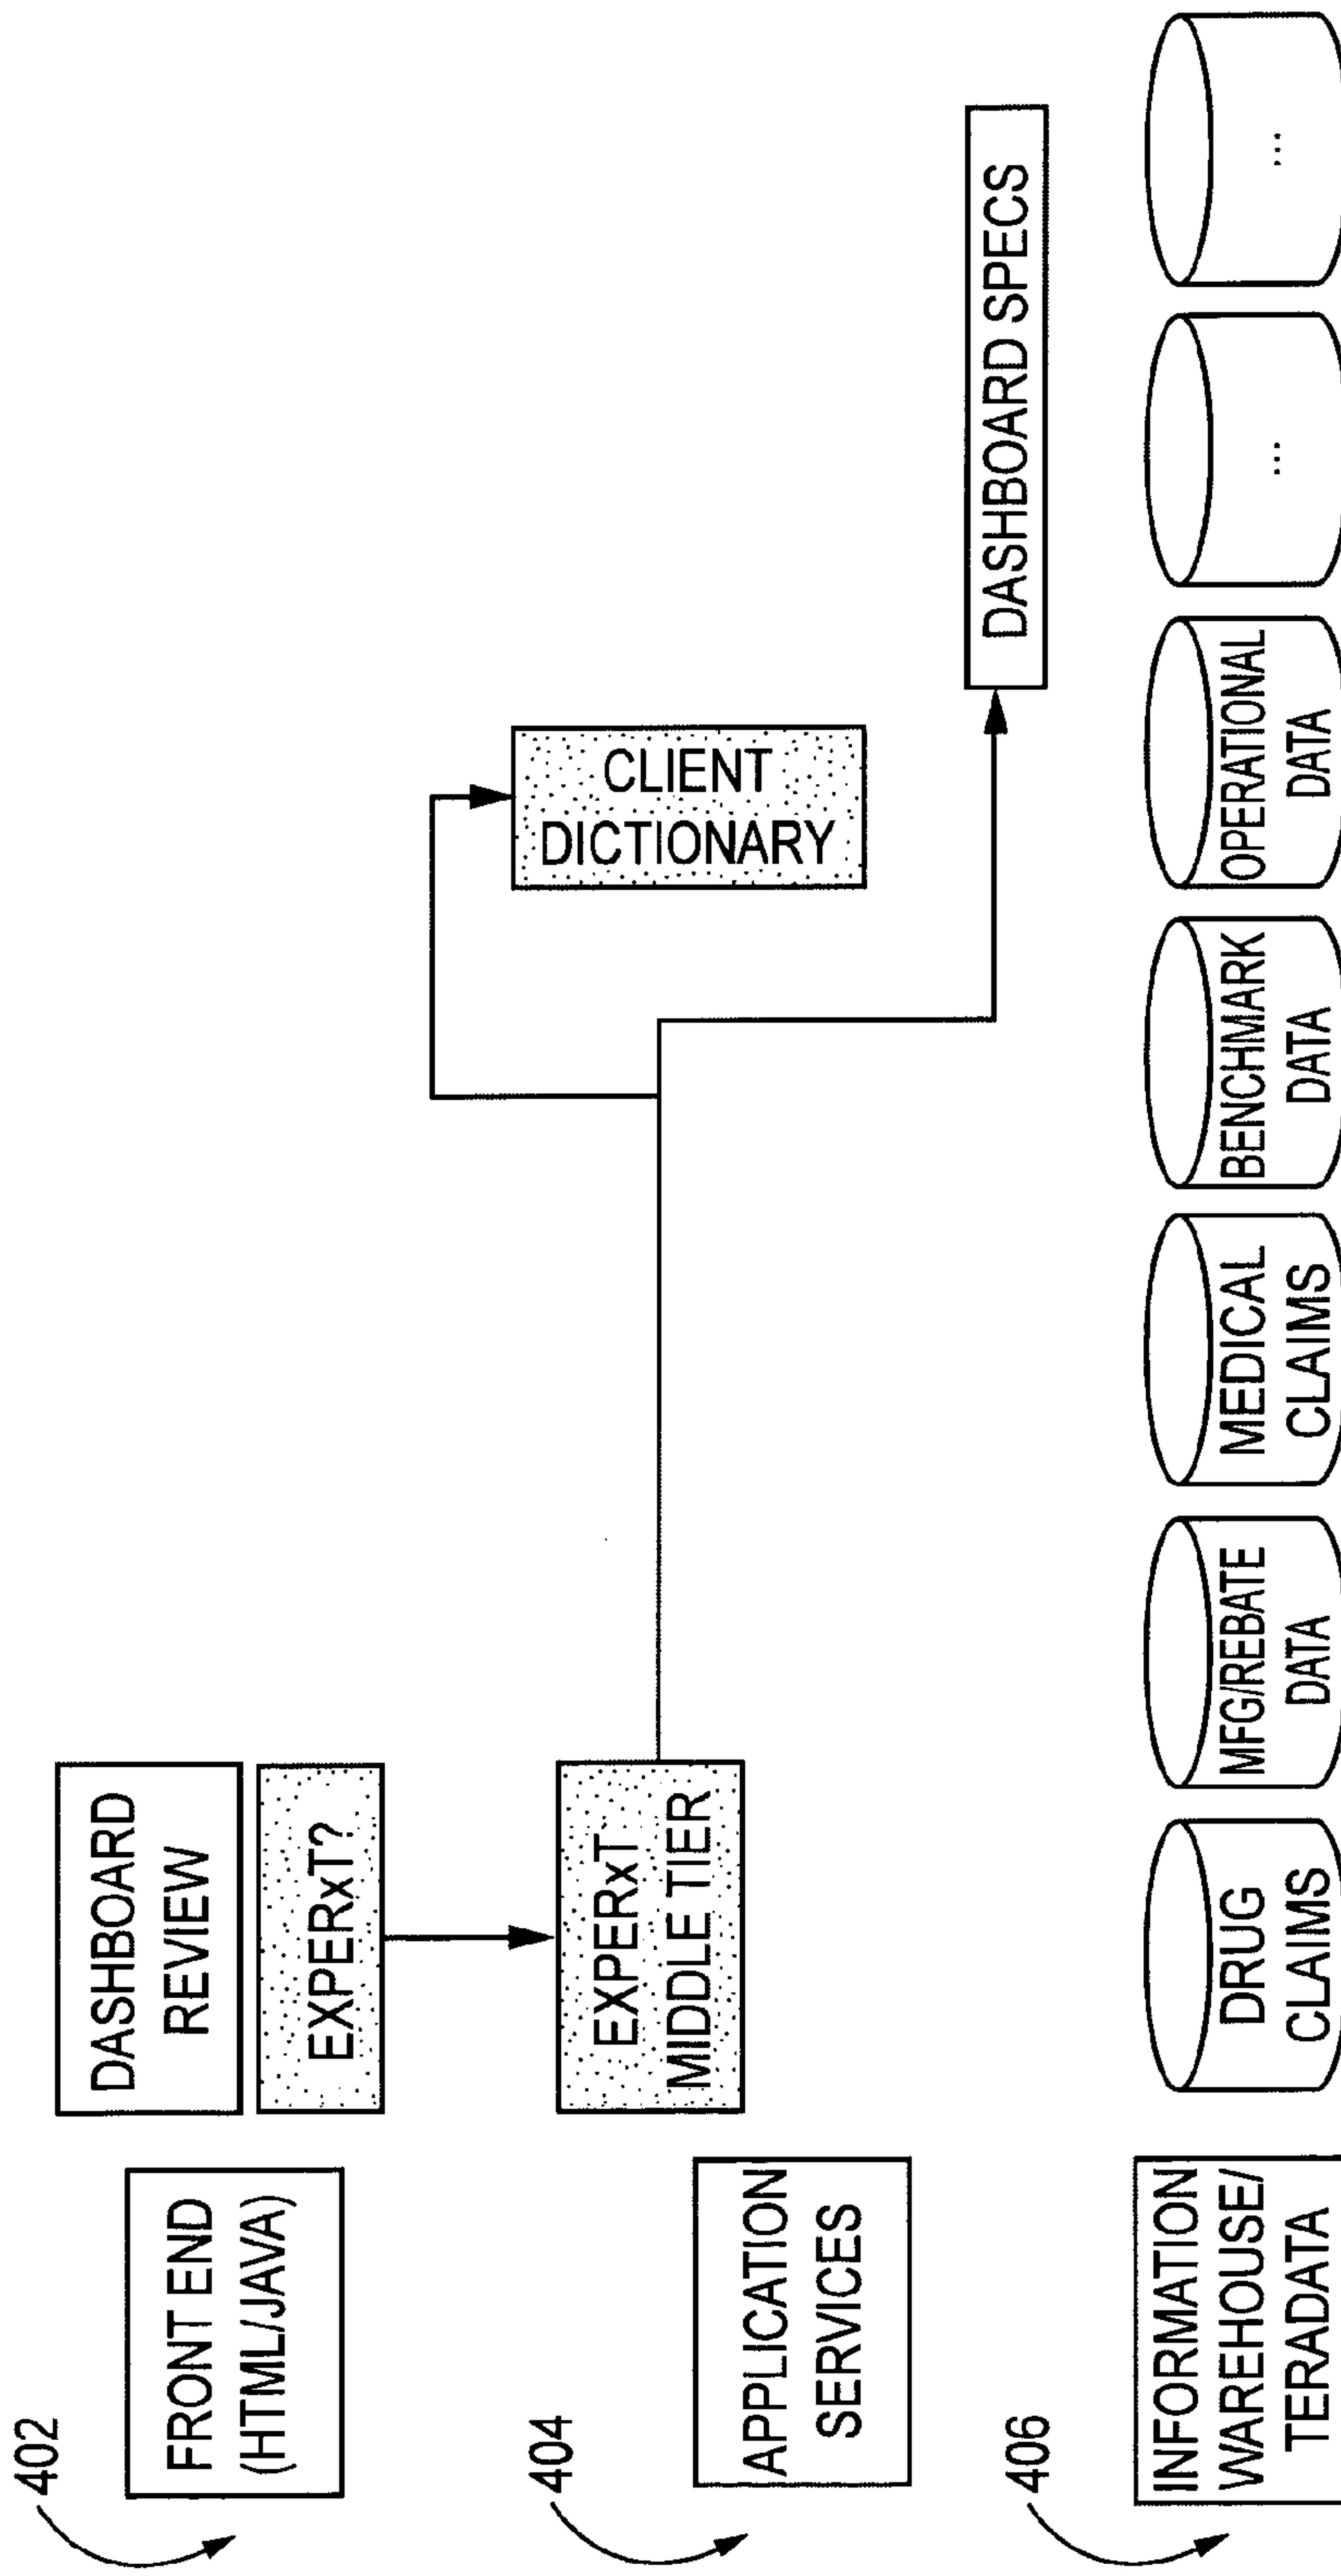 402
FRONT END
(HTML/JAVA)
DASHBOARD
REVIEW
EXPERxT?
404
APPLICATION
SERVICES
EXPERxT
MIDDLE TIER
CLIENT
DICTIONARY
DASHBOARD SPECS
406
INFORMATION
WAREHOUSE/
TERADATA
DRUG
CLAIMS
MFG/REBATE
DATA
MEDICAL
CLAIMS
BENCHMARK
DATA
OPERATIONAL
DATA
...
...